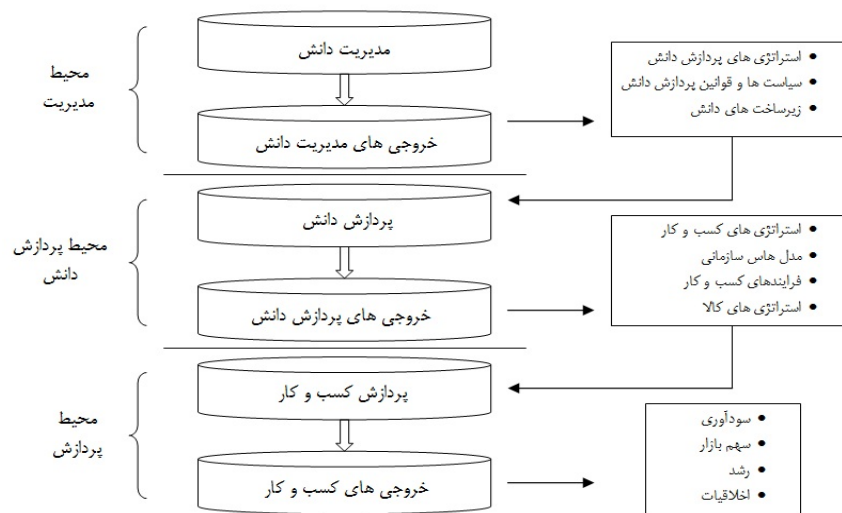 محیط
مدیریت
مدیریت دانش
خروجی های مدیریت دانش
استراتژی های پردازش دانش
سیاست ها و قوانین پردازش دانش
زیرساخت های دانش
محیط پردازش
دانش
پردازش دانش
خروجی های پردازش دانش
استراتژی های کسب و کار
مدل هاس سازمانی
فرایندهای کسب و کار
استراتژی های کالا
محیط
پردازش
پردازش کسب و کار
خروجی های کسب و کار
سودآوری
سهم بازار
رشد
اخلاقیات